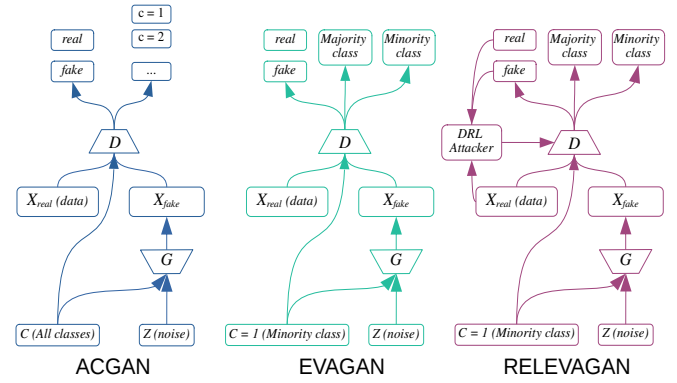 c = 1
real
c = 2
fake
...
D
X_real (data)
X_fake
G
C (All classes)
Z (noise)
ACGAN
real
Majority
class
Minority
class
fake
D
X_real (data)
X_fake
G
C = 1 (Minority class)
Z (noise)
EVAGAN
real
Majority
class
Minority
class
fake
DRL
Attacker
D
X_real (data)
X_fake
G
C = 1 (Minority class)
Z (noise)
RELEVAGAN